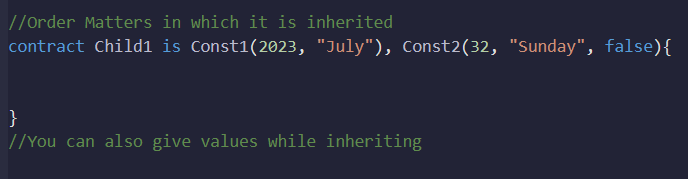 //Order Matters in which it is inherited
contract Child1 is Const1(2023, "July"), Const2(32, "Sunday", false){
}
//You can also give values while inheriting